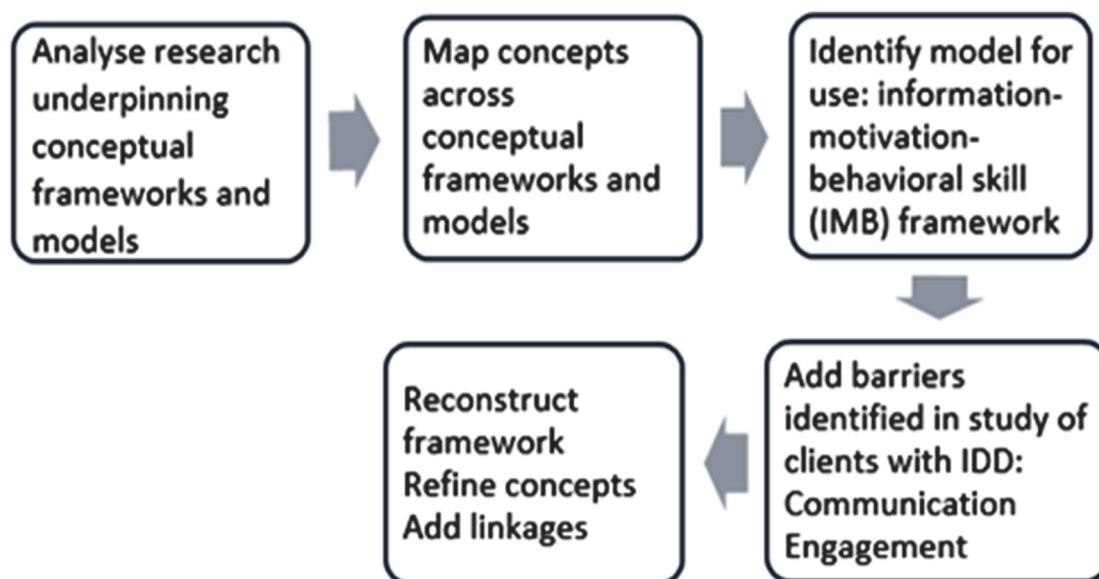 Analyse research
underpinning
conceptual
frameworks and
models
Map concepts
across
conceptual
frameworks and
models
Identify model for
use: information-
motivation-
behavioral skill
(IMB) framework
Add barriers
identified in study of
clients with IDD:
Communication
Engagement
Reconstruct
framework
Refine concepts
Add linkages